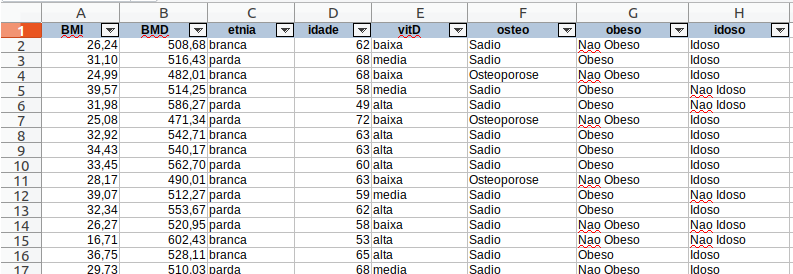 A B C D E F G H
1 BMI BMD etnia idade vitD osteo obeso idoso
2 26,24 508,68 branca 62 baixa Sadio Nao Obeso Idoso
3 31,10 516,43 parda 68 media Sadio Obeso Idoso
4 24,99 482,01 branca 68 baixa Osteoporose Nao Obeso Idoso
5 39,57 514,25 branca 58 media Sadio Obeso Nao Idoso
6 31,98 586,27 parda 49 alta Sadio Obeso Nao Idoso
7 25,08 471,34 parda 72 baixa Osteoporose Nao Obeso Idoso
8 32,92 542,71 branca 63 alta Sadio Obeso Idoso
9 34,43 540,17 branca 63 alta Sadio Obeso Idoso
10 33,45 562,70 parda 60 alta Sadio Obeso Idoso
11 28,17 490,01 branca 63 baixa Osteoporose Nao Obeso Idoso
12 39,07 512,27 parda 59 media Sadio Obeso Nao Idoso
13 32,34 553,67 parda 62 alta Sadio Obeso Idoso
14 26,27 520,95 parda 58 baixa Sadio Nao Obeso Nao Idoso
15 16,71 602,43 branca 53 alta Sadio Nao Obeso Nao Idoso
16 36,75 528,11 branca 65 alta Sadio Obeso Idoso
17 29,73 510,03 parda 68 media Sadio Nao Obeso Idoso